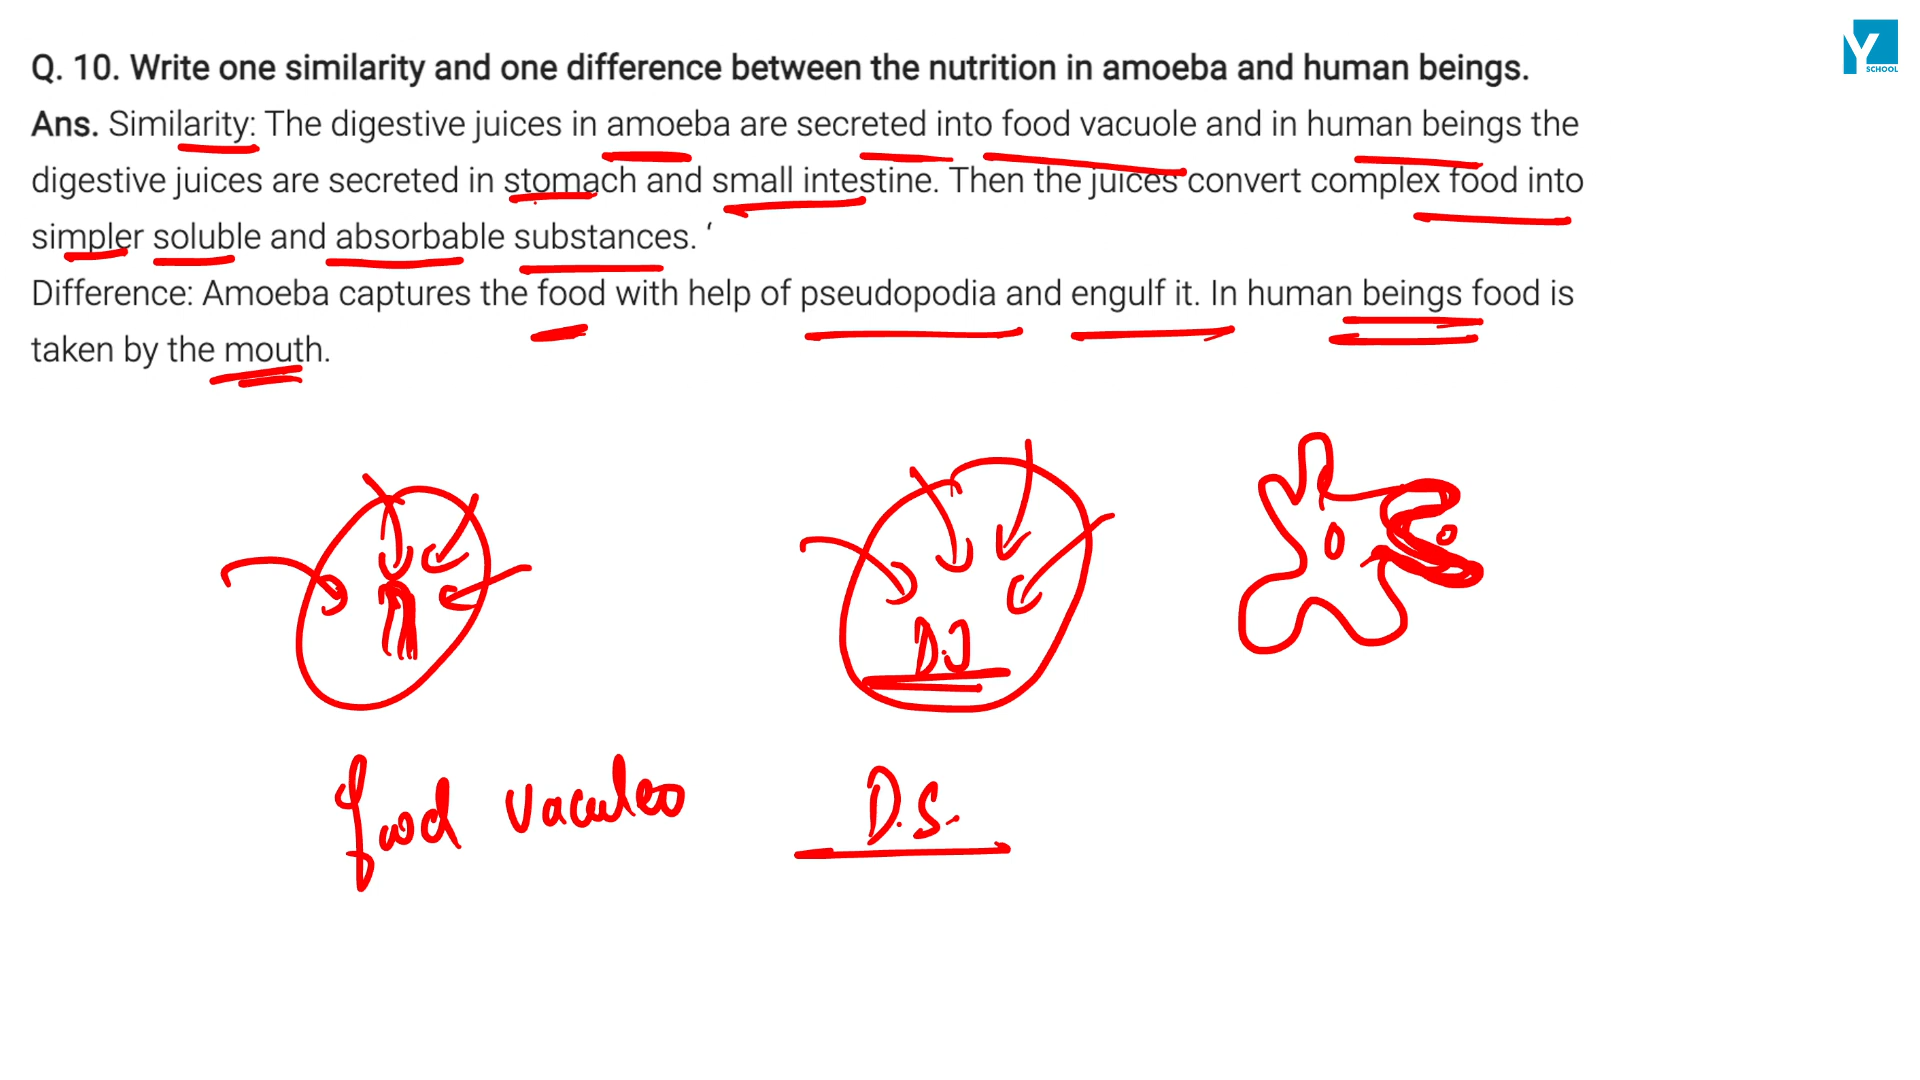 Y
SCHOOL
Q. 10. Write one similarity and one difference between the nutrition in amoeba and human beings.
Ans. Similarity: The digestive juices in amoeba are secreted into food vacuole and in human beings the
digestive juices are secreted in stomach and small intestine. Then the juices convert complex food into
simpler soluble and absorbable substances. ‘
Difference: Amoeba captures the food with help of pseudopodia and engulf it. In human beings food is
taken by the mouth.
D.J
food vaculeo
D.S.